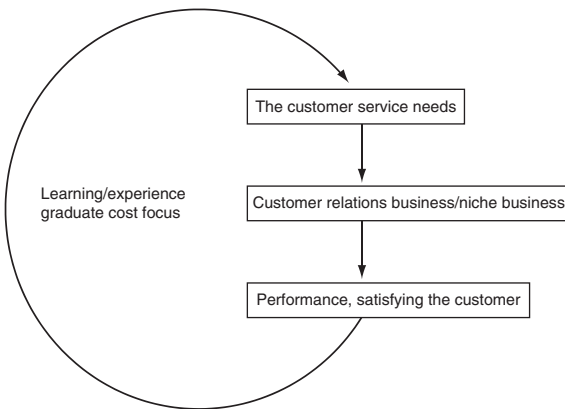 The customer service needs
Learning/experience
graduate cost focus
Customer relations business/niche business
Performance, satisfying the customer